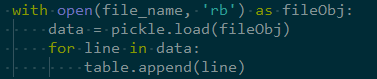 with open(file_name, 'rb') as fileObj:
    data = pickle.load(fileObj)
    for line in data:
        table.append(line)